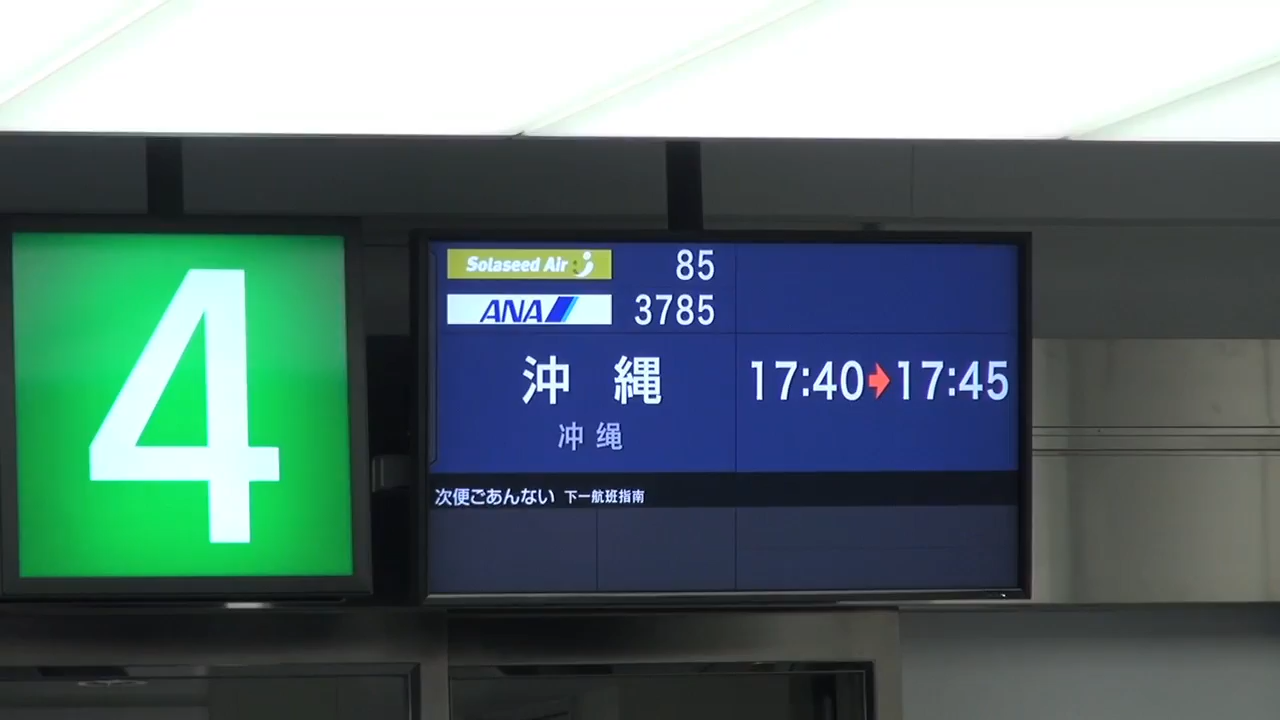 4
Solaseed Air 85
ANA 3785
沖 縄
冲 绳
17:40➡17:45
次便ごあんない 下一航班指南